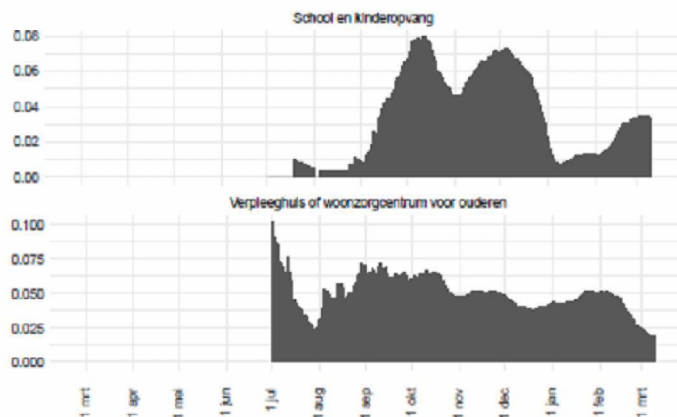 School en kinderopvang
0.08
0.06
0.04
0.02
0.00
Verpleeghuis of woonzorgcentrum voor ouderen
0.100
0.075
0.050
0.025
0.000
1 mrt
1 apr
1 mei
1 jun
1 jul
1 aug
1 sep
1 okt
1 nov
1 dec
1 jan
1 feb
1 mrt